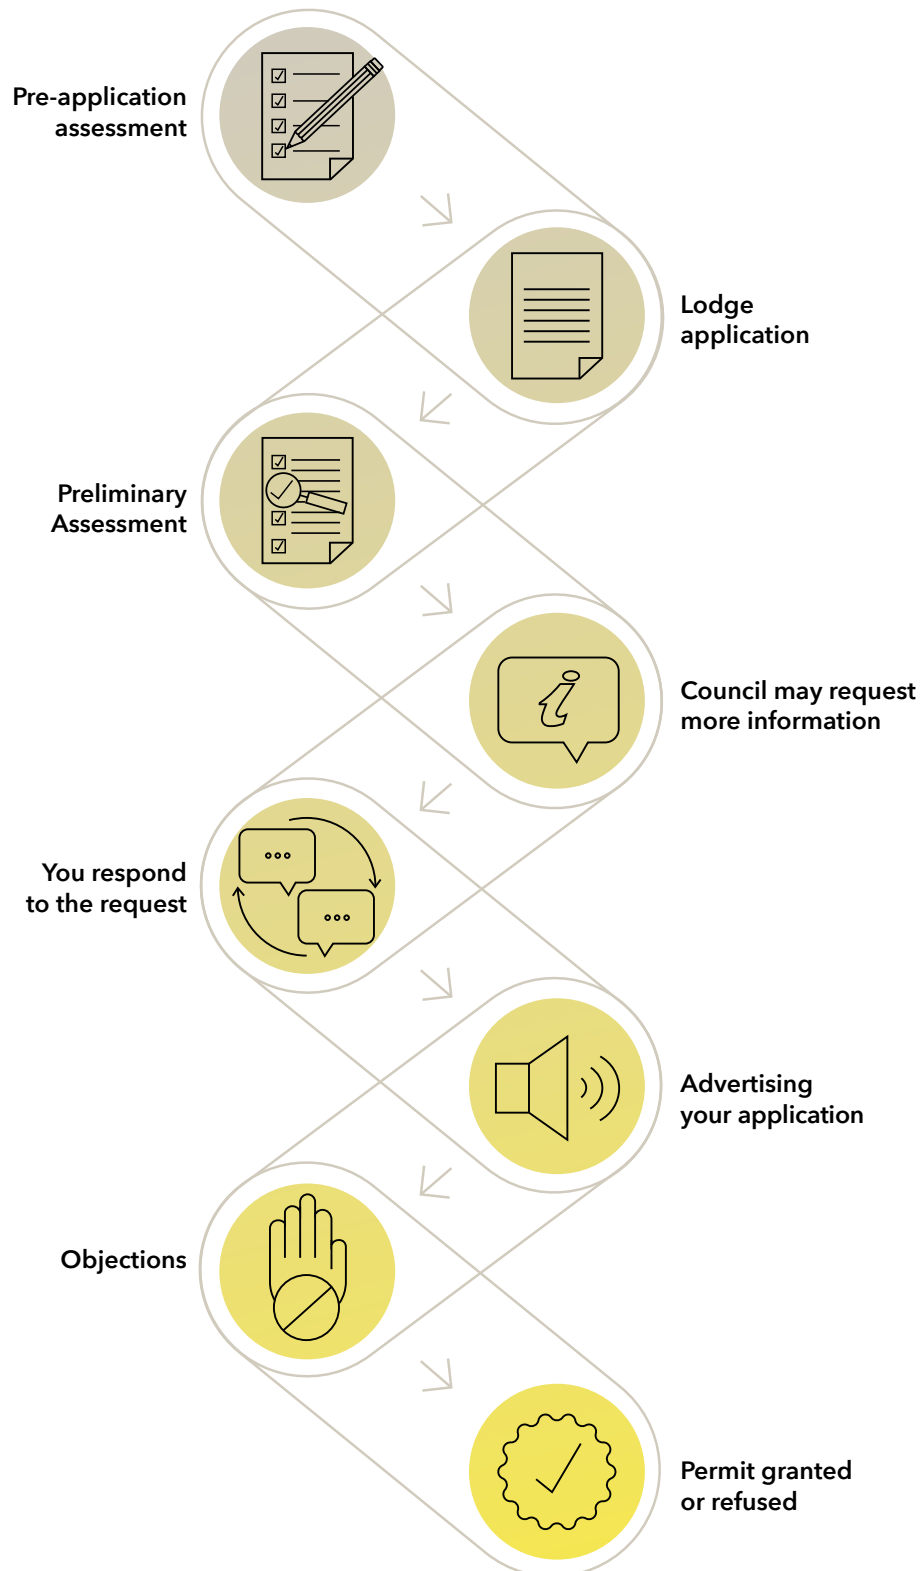 Pre-application
assessment
Lodge
application
Preliminary
Assessment
Council may request
more information
You respond
to the request
Advertising
your application
Objections
Permit granted
or refused